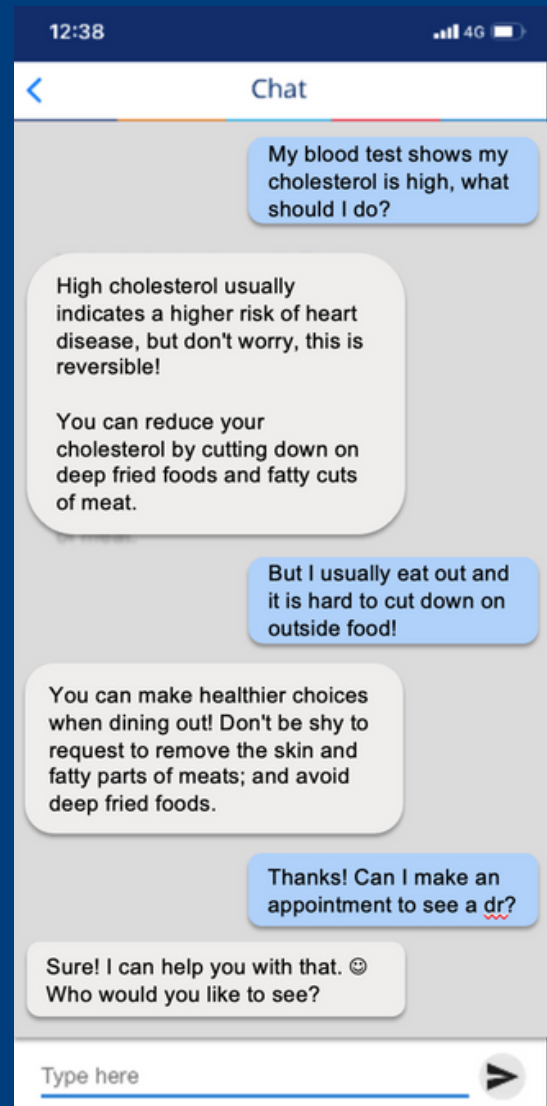 12:38
4G
Chat
My blood test shows my
cholesterol is high, what
should I do?
High cholesterol usually
indicates a higher risk of heart
disease, but don't worry, this is
reversible!
You can reduce your
cholesterol by cutting down on
deep fried foods and fatty cuts
of meat.
But I usually eat out and
it is hard to cut down on
outside food!
You can make healthier choices
when dining out! Don't be shy to
request to remove the skin and
fatty parts of meats; and avoid
deep fried foods.
Thanks! Can I make an
appointment to see a dr?
Sure! I can help you with that. ☺
Who would you like to see?
Type here